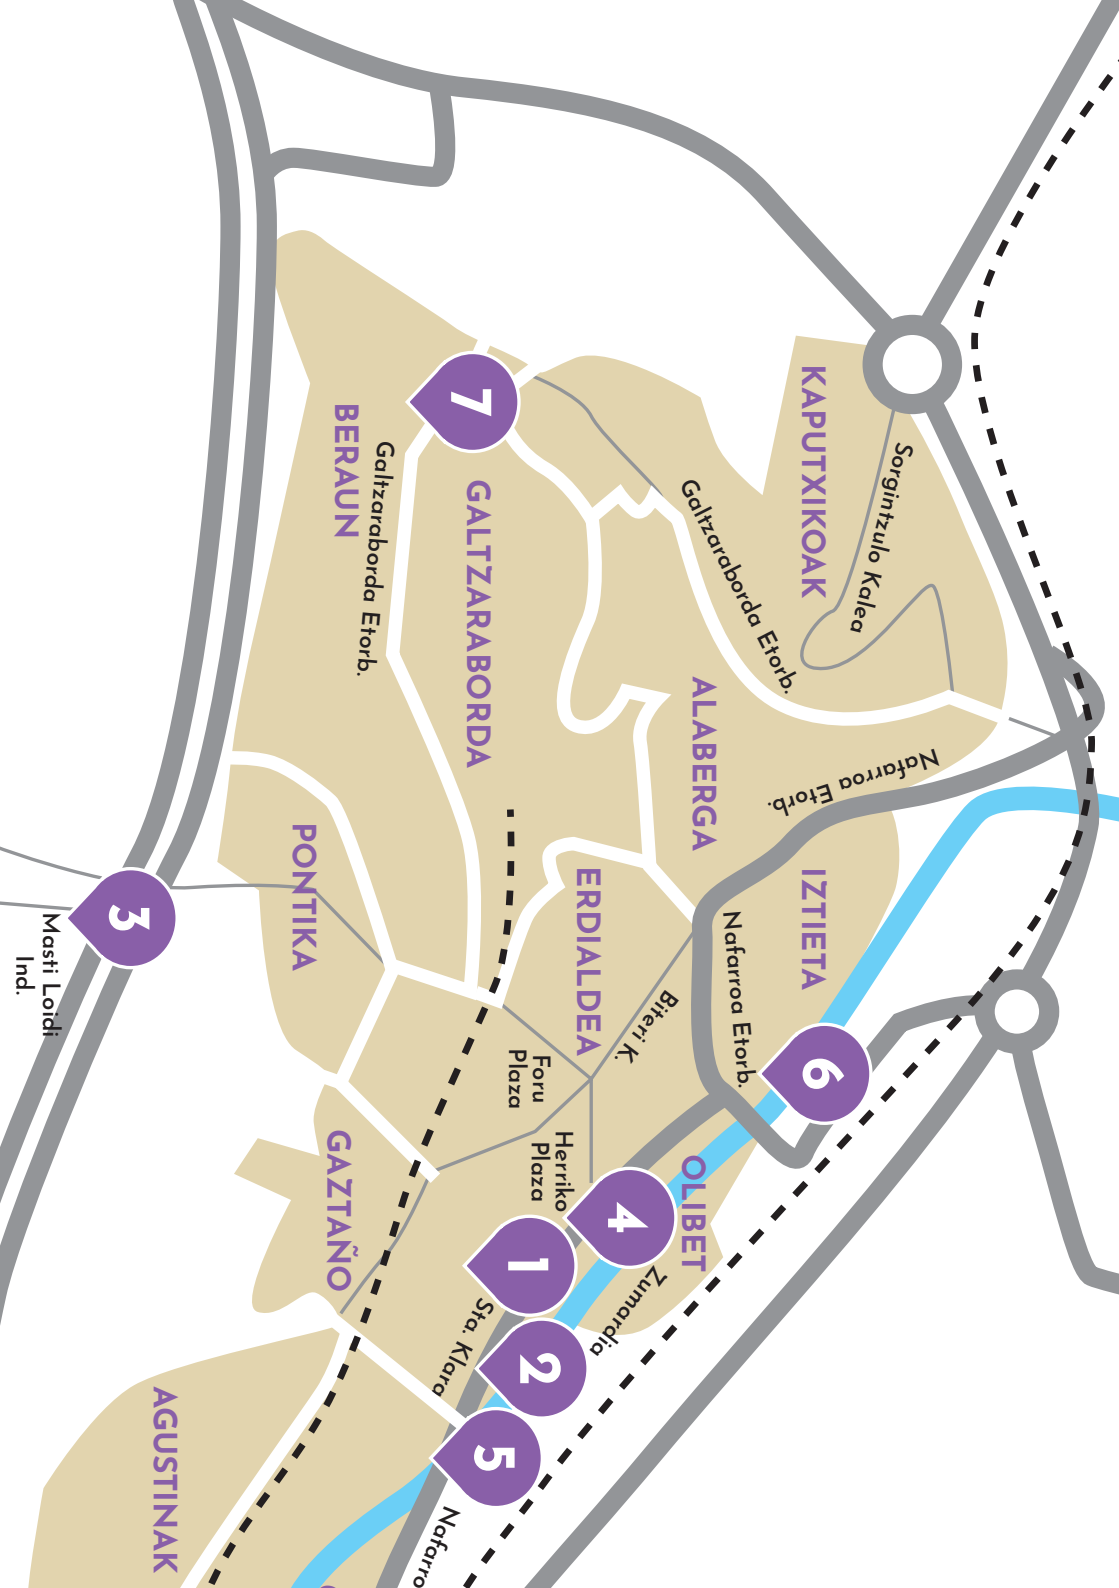 KAPUTXIKOAK
Sorgintzulo Kalea
Galtzaraborda Etorb.
7
BERAUN
Galtzaraborda Etorb.
GALTZARABORDA
ALABERGA
Nafarroa Etorb.
IZTIETA
Nafarroa Etorb.
ERDIALDEA
Biteri K.
PONTIKA
3
Masti Loidi
Ind.
Foru
Plaza
6
Herriko
Plaza
OLIBET
4
Zumardia
1
Sta. Klara
2
5
GAZTAÑO
AGUSTINAK
Nafarro